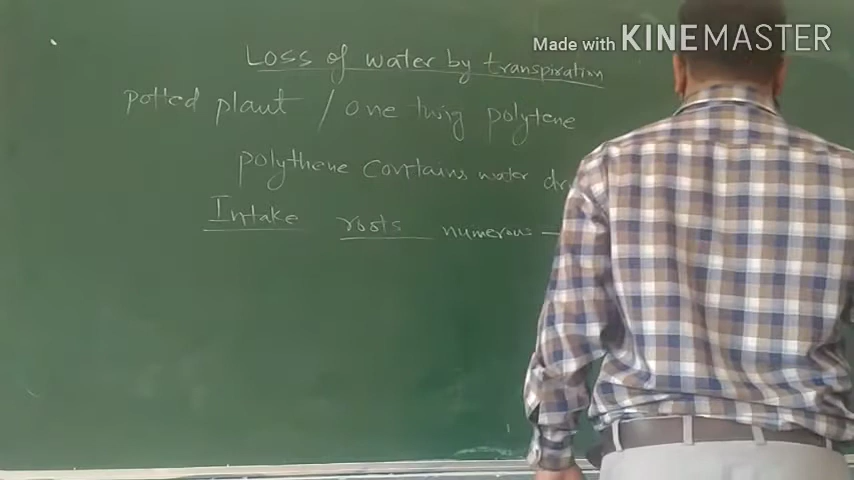 Made with KINEMASTER
Loss of water by transpiration
potted plant / one twig polytene
polythene contains water
Intake roots numerous —